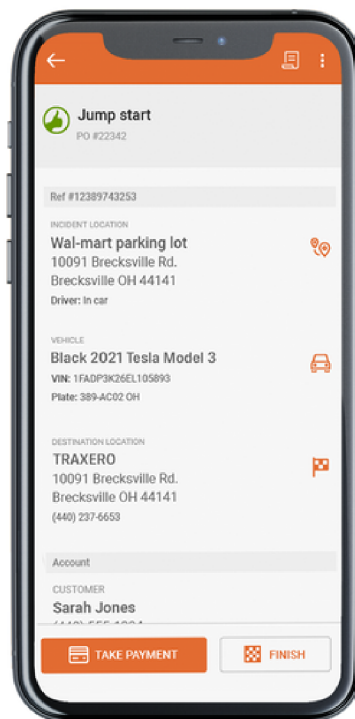 Jump start
PO #22342
Ref #12389743253
INCIDENT LOCATION
Wal-mart parking lot
10091 Brecksville Rd.
Brecksville OH 44141
Driver: In car
VEHICLE
Black 2021 Tesla Model 3
VIN: 1FADP3K26EL105893
Plate: 389-AC02 OH
DESTINATION LOCATION
TRAXERO
10091 Brecksville Rd.
Brecksville OH 44141
(440) 237-6653
Account
CUSTOMER
Sarah Jones
TAKE PAYMENT
FINISH